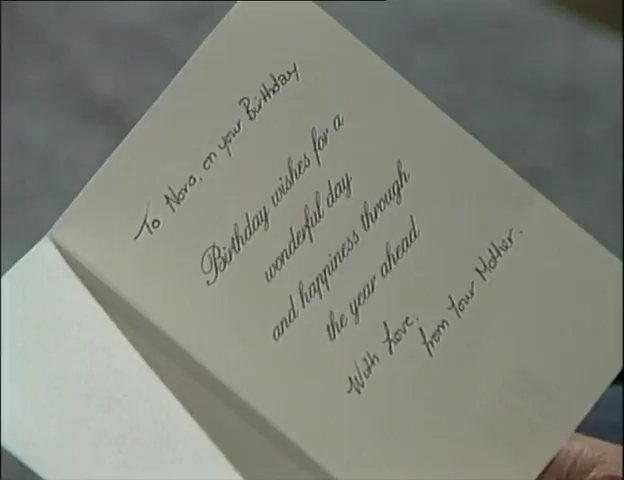 To Nora, on your Birthday
Birthday wishes for a
wonderful day
and happiness through
the year ahead
With Love.
from Your Mother.